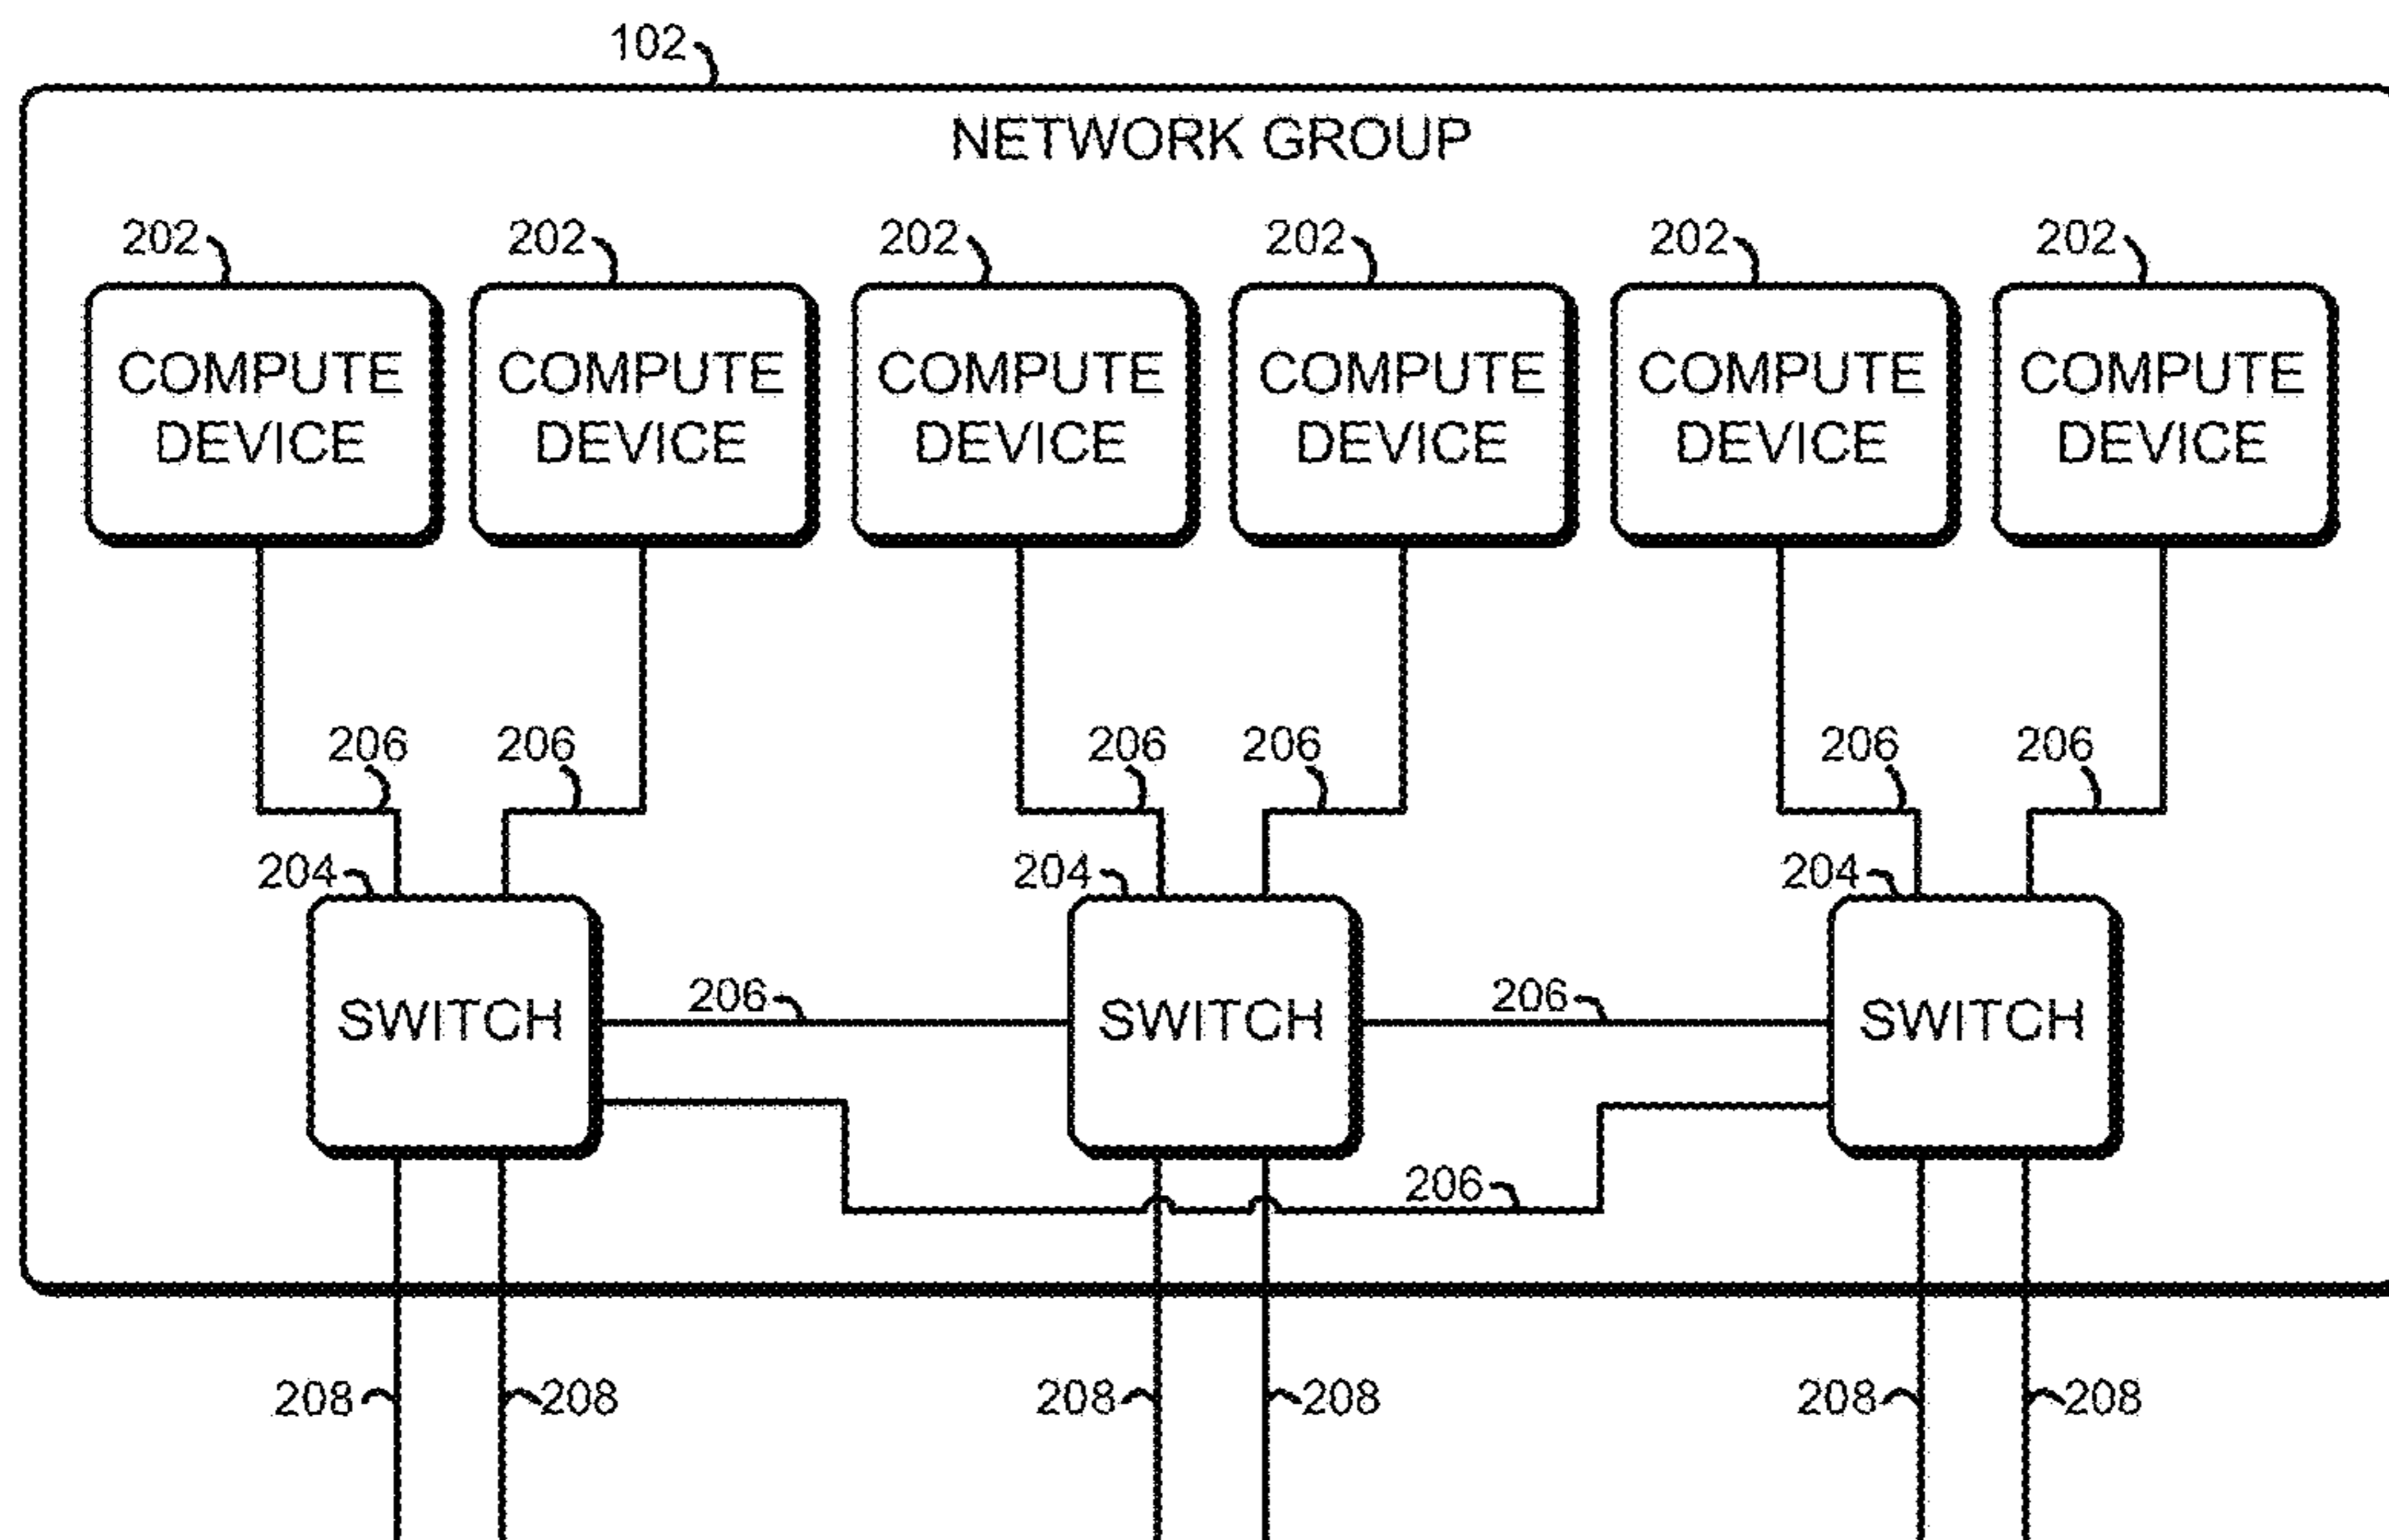 102
NETWORK GROUP
202 202 202 202 202 202
COMPUTE DEVICE
COMPUTE DEVICE
COMPUTE DEVICE
COMPUTE DEVICE
COMPUTE DEVICE
COMPUTE DEVICE
206 206 206 206 206 206
204 204 204
206 206
SWITCH SWITCH SWITCH
206
208 208 208 208 208 208